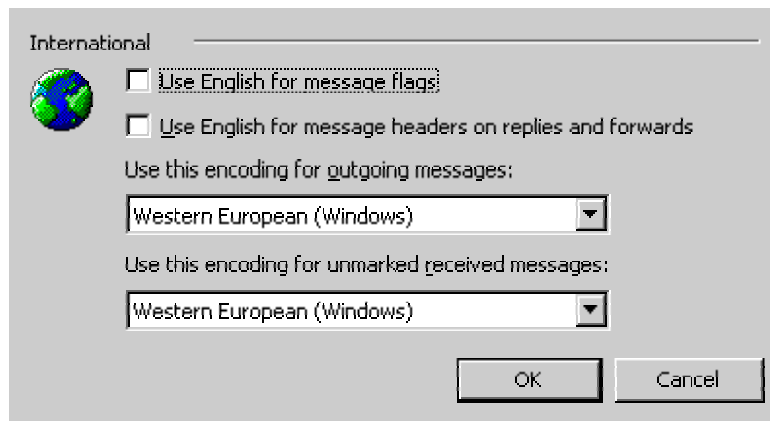 International
Use English for message flags
Use English for message headers on replies and forwards
Use this encoding for outgoing messages:
Western European (Windows)
Use this encoding for unmarked received messages:
Western European (Windows)
OK Cancel